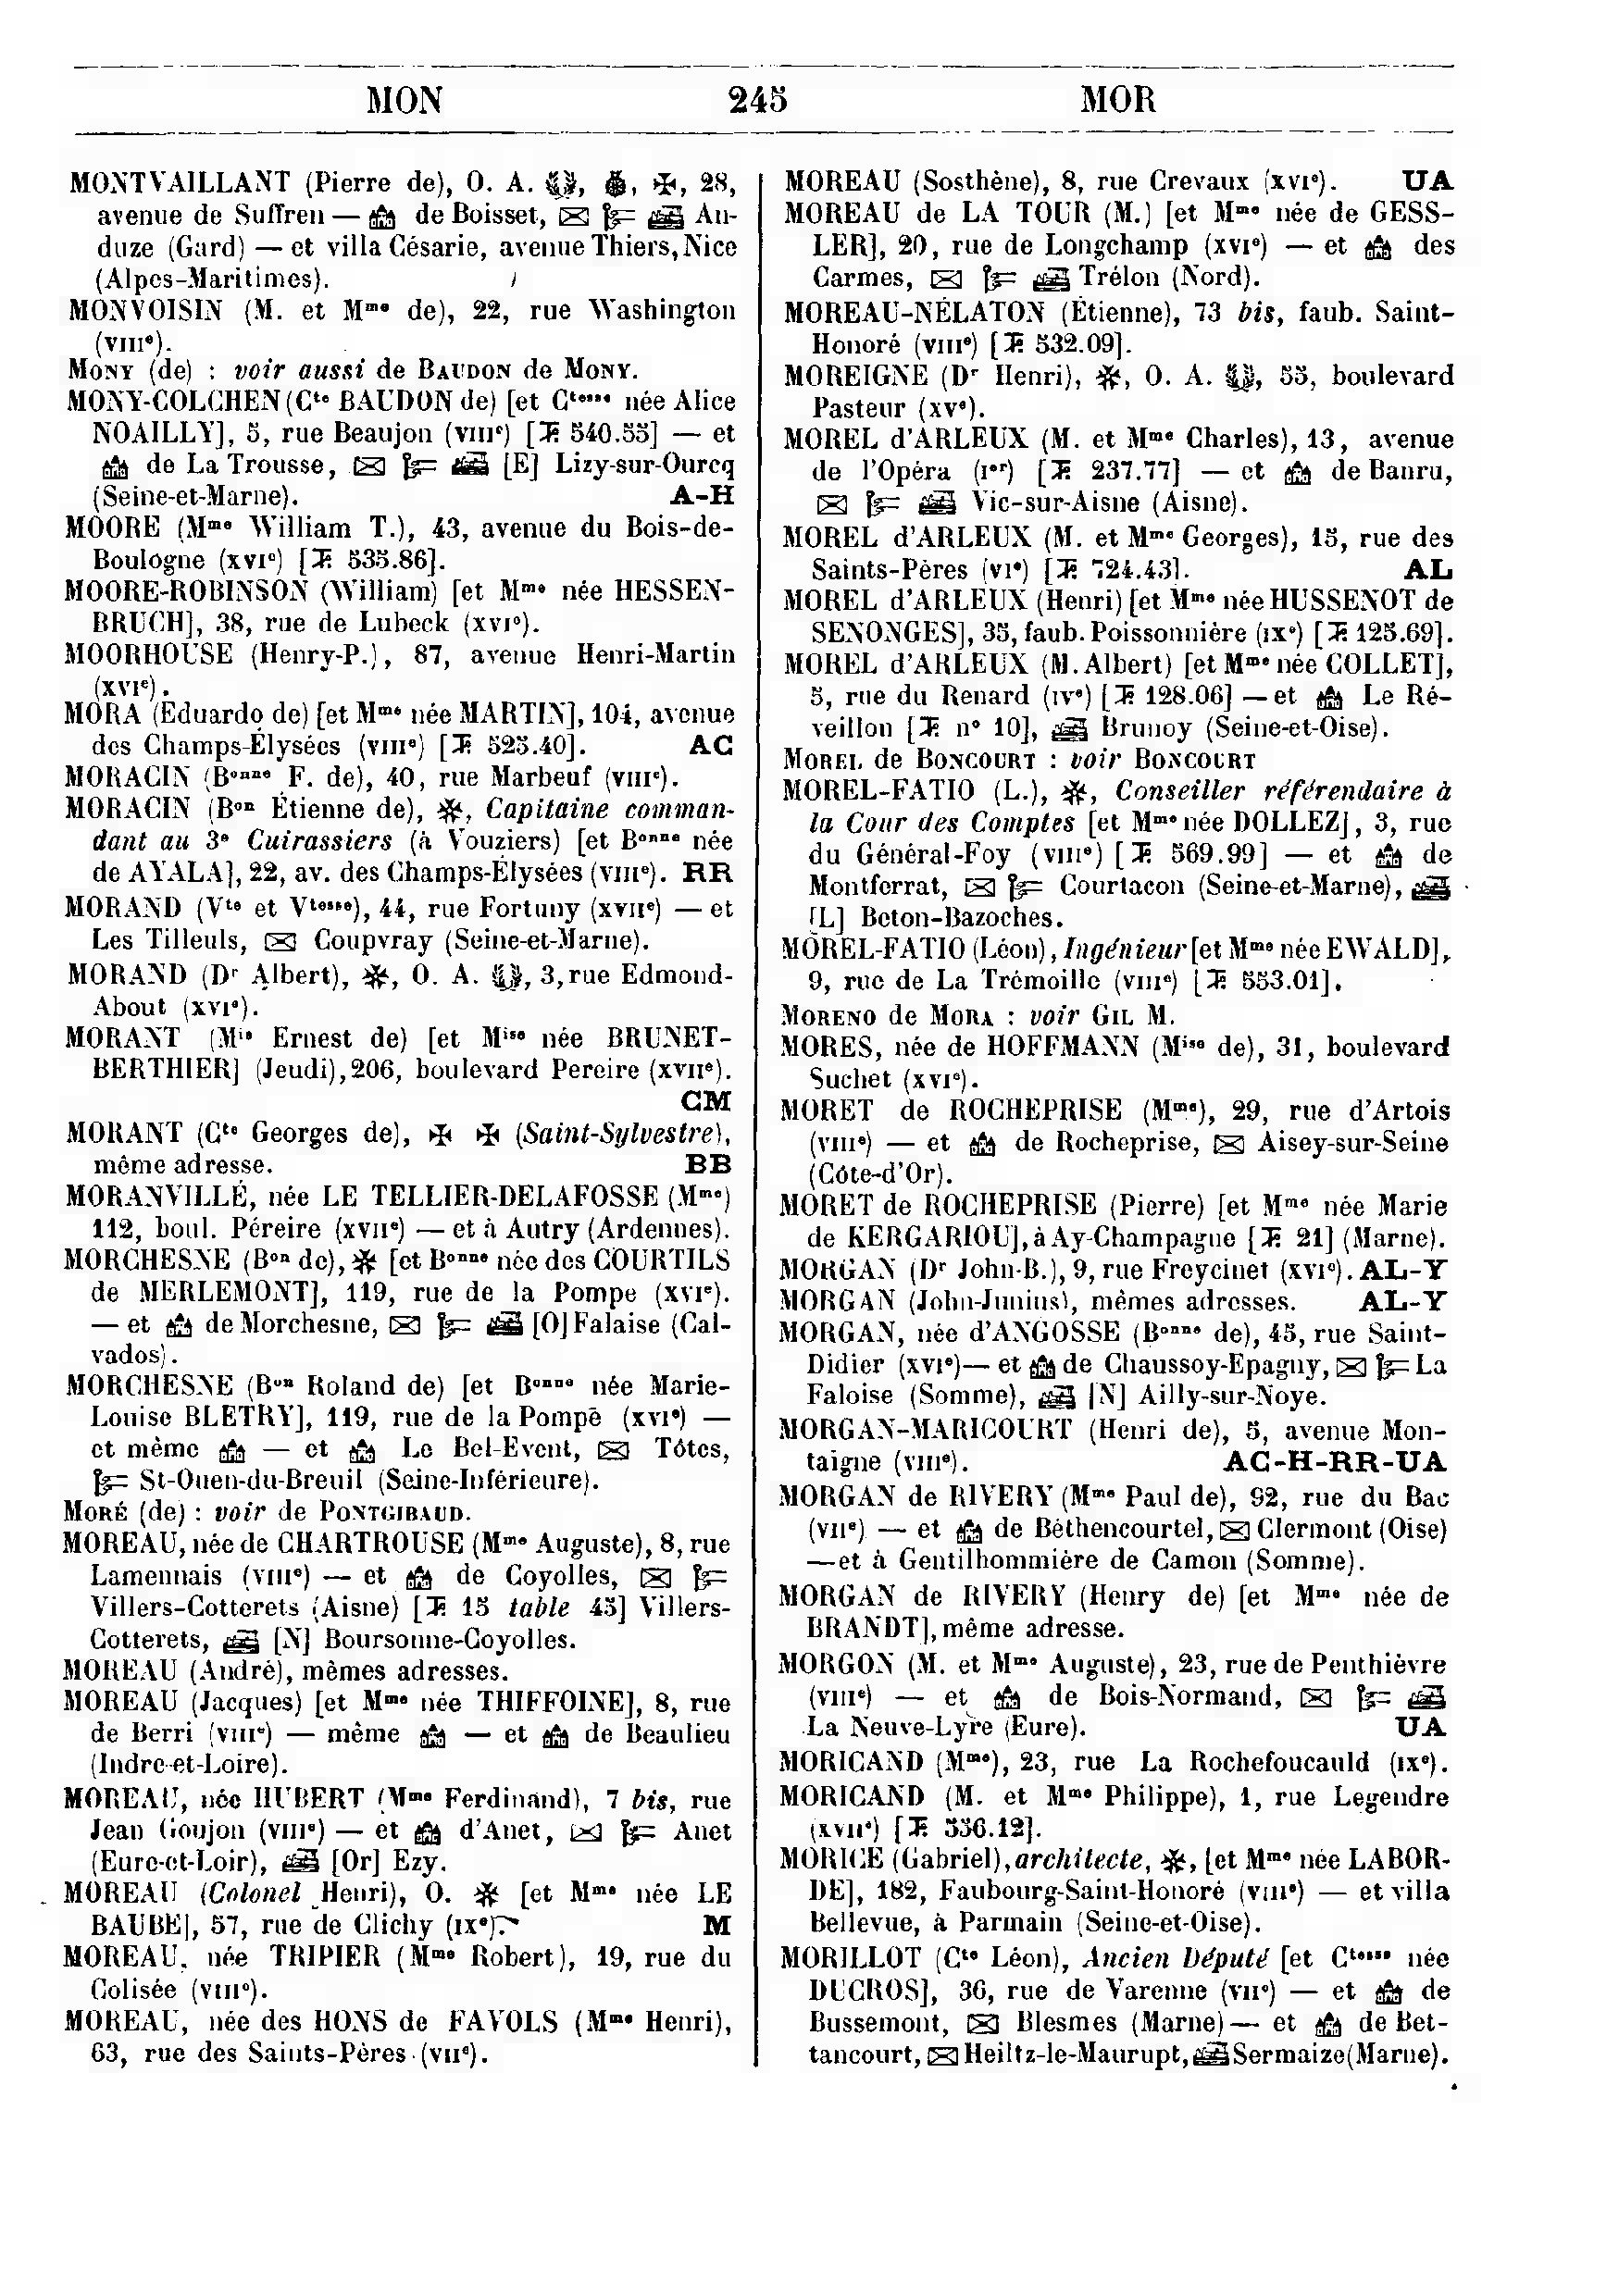 MON 245 MOR
MONTVAILLANT (Pierre de), O. A. , , ✠, 28,
avenue de Suffren — de Boisset, An-
duze (Gard) — et villa Césarie, avenue Thiers, Nice
(Alpes-Maritimes).
MONVOISIN (M. et Mme de), 22, rue Washington
(VIIIe).
MONY (de) : voir aussi de BAUDON de MONY.
MONY-COLCHEN (Cte BAUDON de) [et Ctesse née Alice
NOAILLY], 5, rue Beaujon (VIIIe) [T. 540.55] — et
de La Trousse, [E] Lizy-sur-Ourcq
(Seine-et-Marne). A-H
MOORE (Mme William T.), 43, avenue du Bois-de-
Boulogne (XVIe) [T. 535.86].
MOORE-ROBINSON (William) [et Mme née HESSEN-
BRUCH], 38, rue de Lubeck (XVIe).
MOORHOUSE (Henry-P.), 87, avenue Henri-Martin
(XVIe).
MORA (Eduardo de) [et Mme née MARTIN], 104, avenue
des Champs-Élysées (VIIIe) [T. 525.40]. AC
MORACIN (Bonne F. de), 40, rue Marbeuf (VIIIe).
MORACIN (Bon Étienne de), ✻, Capitaine comman-
dant au 3e Cuirassiers (à Vouziers) [et Bonne née
de AYALA], 22, av. des Champs-Élysées (VIIIe). RR
MORAND (Vte et Vtesse), 44, rue Fortuny (XVIIe) — et
Les Tilleuls, Coupvray (Seine-et-Marne).
MORAND (Dr Albert), ✻, O. A. , 3, rue Edmond-
About (XVIe).
MORANT (Mis Ernest de) [et Mise née BRUNET-
BERTHIER] (Jeudi), 206, boulevard Pereire (XVIIe).
CM
MORANT (Cte Georges de), ✠ ✠ (Saint-Sylvestre),
même adresse. BB
MORANVILLÉ, née LE TELLIER-DELAFOSSE (Mme)
112, boul. Péreire (XVIIe) — et à Autry (Ardennes).
MORCHESNE (Bon de), ✻ [et Bonne née des COURTILS
de MERLEMONT], 119, rue de la Pompe (XVIe).
— et de Morchesne, [O] Falaise (Cal-
vados).
MORCHESNE (Bon Roland de) [et Bonne née Marie-
Louise BLETRY], 119, rue de la Pompe (XVIe) —
et même — et Le Bel-Event, Tôtes,
St-Ouen-du-Breuil (Seine-Inférieure).
MORÉ (de) : voir de PONTGIBAUD.
MOREAU, née de CHARTROUSE (Mme Auguste), 8, rue
Lamennais (VIIIe) — et de Coyolles,
Villers-Cotterets (Aisne) [T. 15 table 45] Villers-
Cotterets, [N] Boursonne-Coyolles.
MOREAU (André), mêmes adresses.
MOREAU (Jacques) [et Mme née THIFFOINE], 8, rue
de Berri (VIIIe) — même — et de Beaulieu
(Indre-et-Loire).
MOREAU, née HUBERT (Mme Ferdinand), 7 bis, rue
Jean Goujon (VIIIe) — et d'Anet, Anet
(Eure-et-Loir), [Or] Ezy.
MOREAU (Colonel Henri), O. ✻ [et Mme née LE
BAUBE], 57, rue de Clichy (IXe). M
MOREAU, née TRIPIER (Mme Robert), 19, rue du
Colisée (VIIIe).
MOREAU, née des HONS de FAVOLS (Mme Henri),
63, rue des Saints-Pères (VIIe).
MOREAU (Sosthène), 8, rue Crevaux (XVIe). UA
MOREAU de LA TOUR (M.) [et Mme née de GESS-
LER], 20, rue de Longchamp (XVIe) — et des
Carmes, Trélon (Nord).
MOREAU-NÉLATON (Étienne), 73 bis, faub. Saint-
Honoré (VIIIe) [T. 532.09].
MOREIGNE (Dr Henri), ✻, O. A. , 55, boulevard
Pasteur (XVe).
MOREL d'ARLEUX (M. et Mme Charles), 13, avenue
de l'Opéra (Ier) [T. 237.77] — et de Banru,
Vic-sur-Aisne (Aisne).
MOREL d'ARLEUX (M. et Mme Georges), 15, rue des
Saints-Pères (VIe) [T. 724.43]. AL
MOREL d'ARLEUX (Henri) [et Mme née HUSSENOT de
SENONGES], 35, faub. Poissonnière (IXe) [T. 125.69].
MOREL d'ARLEUX (M. Albert) [et Mme née COLLET],
5, rue du Renard (IVe) [T. 128.06] — et Le Ré-
veillon [T. n° 10], Brunoy (Seine-et-Oise).
MOREL de BONCOURT : voir BONCOURT
MOREL-FATIO (L.), ✻, Conseiller référendaire à
la Cour des Comptes [et Mme née DOLLEZ], 3, rue
du Général-Foy (VIIIe) [T. 569.99] — et de
Montferrat, Courtacon (Seine-et-Marne),
[L] Beton-Bazoches.
MOREL-FATIO (Léon), Ingénieur [et Mme née EWALD],
9, rue de La Trémoille (VIIIe) [T. 553.01].
MORENO de MORA : voir GIL M.
MORES, née de HOFFMANN (Mise de), 31, boulevard
Suchet (XVIe).
MORET de ROCHEPRISE (Mme), 29, rue d'Artois
(VIIIe) — et de Rocheprise, Aisey-sur-Seine
(Côte-d'Or).
MORET de ROCHEPRISE (Pierre) [et Mme née Marie
de KERGARIOU], à Ay-Champagne [T. 21] (Marne).
MORGAN (Dr John-B.), 9, rue Freycinet (XVIe). AL-Y
MORGAN (John-Junius), mêmes adresses. AL-Y
MORGAN, née d'ANGOSSE (Bonne de), 45, rue Saint-
Didier (XVIe) — et de Chaussoy-Epagny, La
Faloise (Somme), [N] Ailly-sur-Noye.
MORGAN-MARICOURT (Henri de), 5, avenue Mon-
taigne (VIIIe). AC-H-RR-UA
MORGAN de RIVERY (Mme Paul de), 92, rue du Bac
(VIIe) — et de Béthencourtel, Clermont (Oise)
— et à Gentilhommière de Camon (Somme).
MORGAN de RIVERY (Henry de) [et Mme née de
BRANDT], même adresse.
MORGON (M. et Mme Auguste), 23, rue de Penthièvre
(VIIIe) — et de Bois-Normand,
La Neuve-Lyre (Eure). UA
MORICAND (Mme), 23, rue La Rochefoucauld (IXe).
MORICAND (M. et Mme Philippe), 1, rue Legendre
(XVIIe) [T. 556.12].
MORICE (Gabriel), architecte, ✻, [et Mme née LABOR-
DE], 182, Faubourg-Saint-Honoré (VIIIe) — et villa
Bellevue, à Parmain (Seine-et-Oise).
MORILLOT (Cte Léon), Ancien Député [et Ctesse née
DUCROS], 36, rue de Varenne (VIIe) — et de
Bussemont, Blesmes (Marne) — et de Bet-
tancourt, Heiltz-le-Maurupt, Sermaize (Marne).